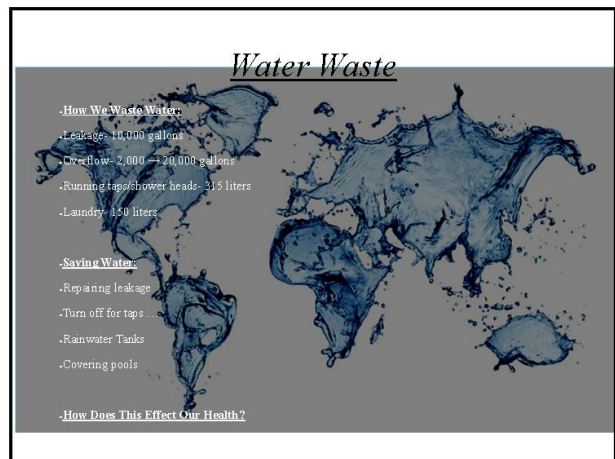 Water Waste
How We Waste Water:
Leakage- 10,000 gallons
Overflow- 2,000 → 20,000 gallons
Running taps/shower heads- 315 liters
Laundry- 150 liters
Saving Water:
Repairing leakage
Turn off for taps …
Rainwater Tanks
Covering pools
How Does This Effect Our Health?